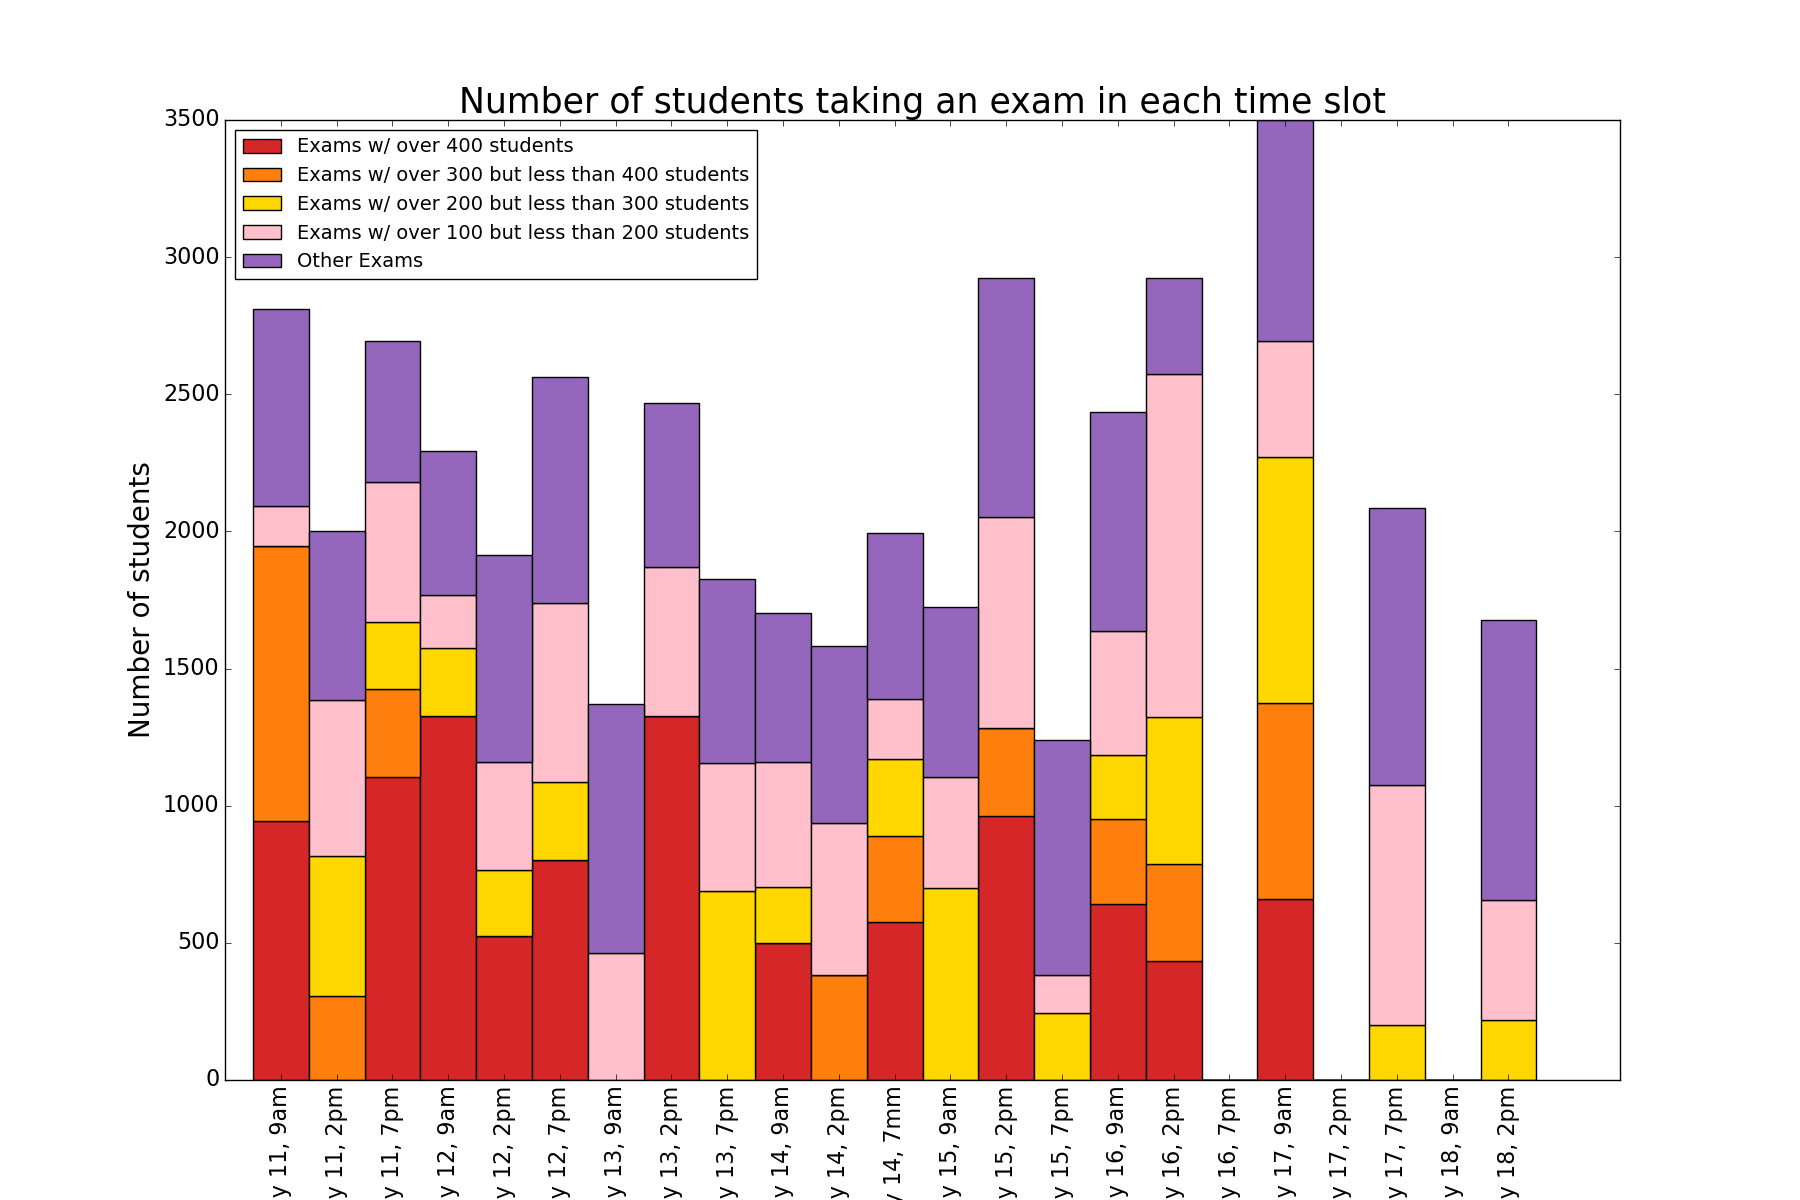 Number of students taking an exam in each time slot
Exams w/ over 400 students
Exams w/ over 300 but less than 400 students
Exams w/ over 200 but less than 300 students
Exams w/ over 100 but less than 200 students
Other Exams
Number of students
3500
3000
2500
2000
1500
1000
500
0
y 11, 9am
y 11, 2pm
y 11, 7pm
y 12, 9am
y 12, 2pm
y 12, 7pm
y 13, 9am
y 13, 2pm
y 13, 7pm
y 14, 9am
y 14, 2pm
y 14, 7mm
y 15, 9am
y 15, 2pm
y 15, 7pm
y 16, 9am
y 16, 2pm
y 16, 7pm
y 17, 9am
y 17, 2pm
y 17, 7pm
y 18, 9am
y 18, 2pm